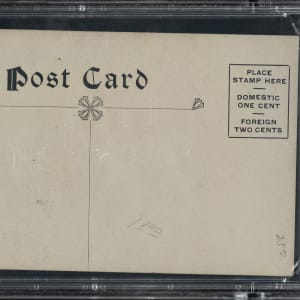 Post Card
PLACE
STAMP HERE
DOMESTIC
ONE CENT
FOREIGN
TWO CENTS